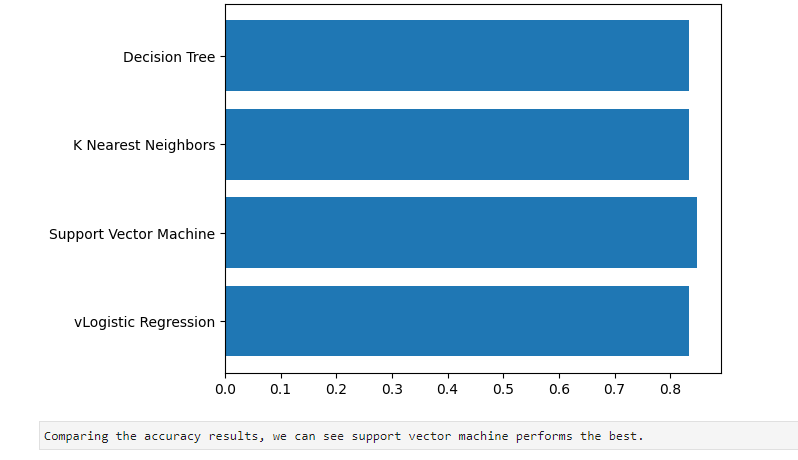 Decision Tree
K Nearest Neighbors
Support Vector Machine
vLogistic Regression
0.0 0.1 0.2 0.3 0.4 0.5 0.6 0.7 0.8
Comparing the accuracy results, we can see support vector machine performs the best.